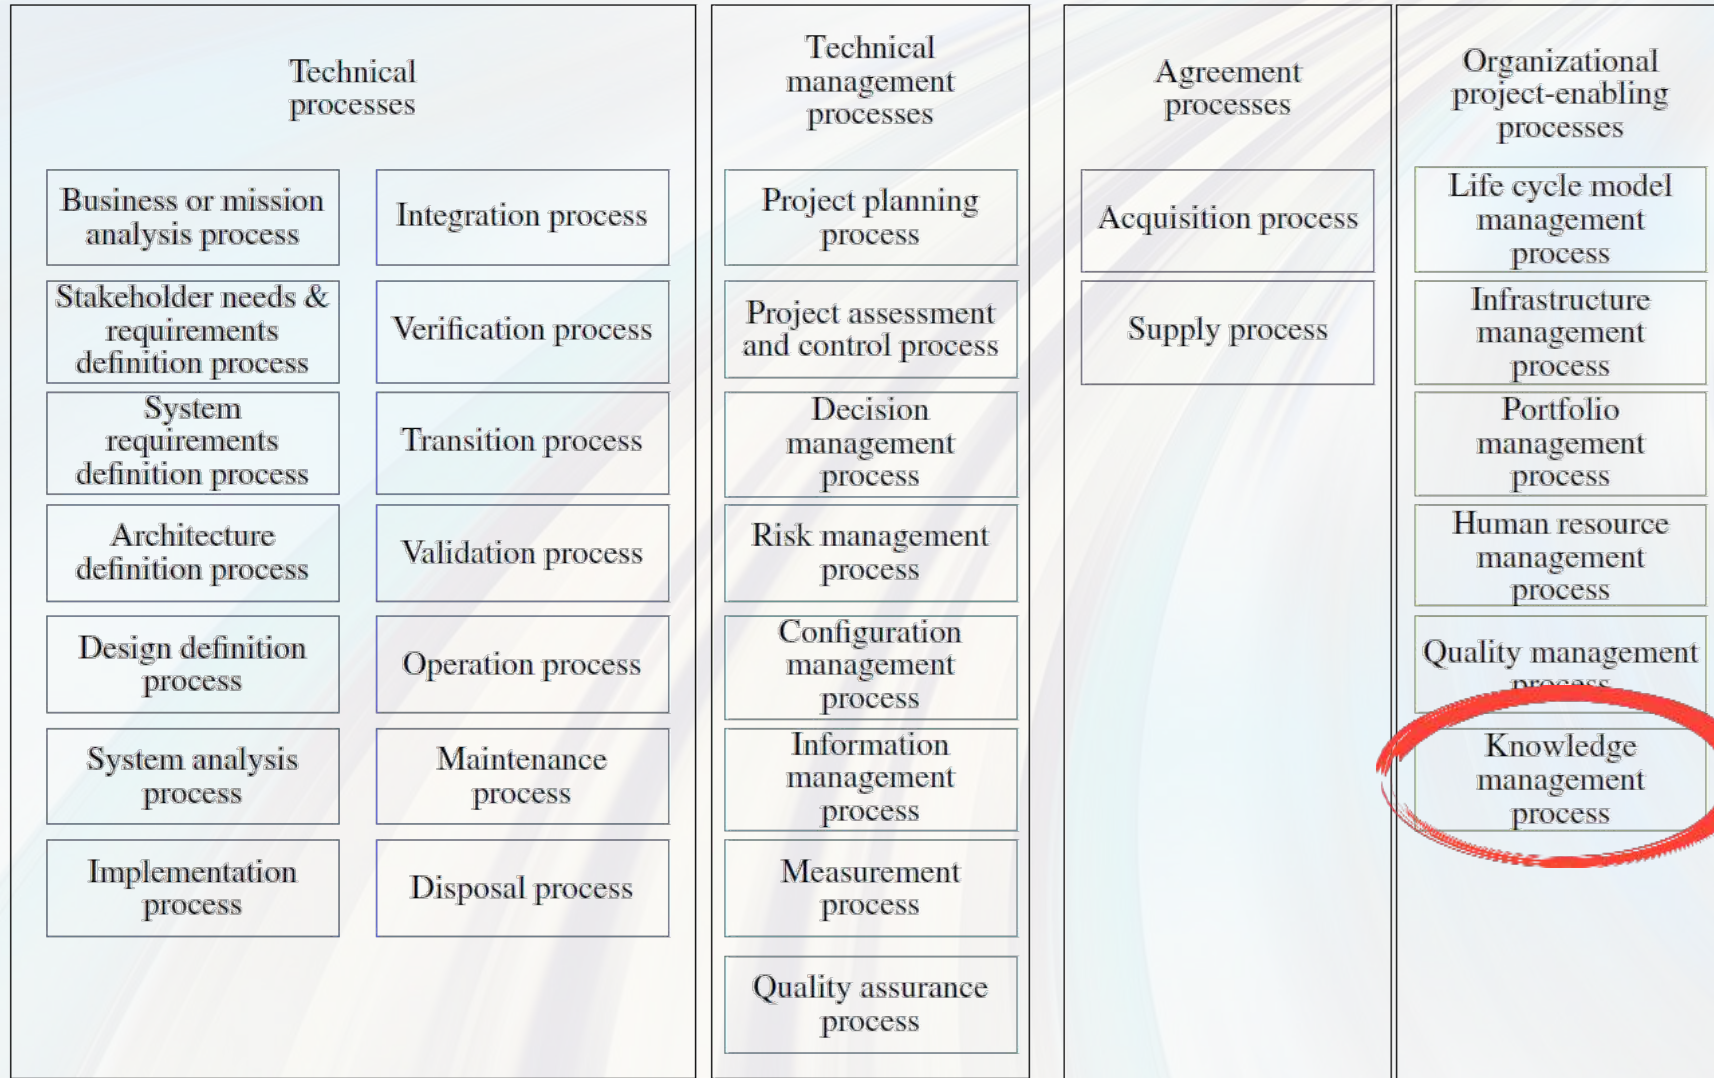 Technical
processes
Business or mission
analysis process
Stakeholder needs &
requirements
definition process
System
requirements
definition process
Architecture
definition process
Design definition
process
System analysis
process
Implementation
process
Integration process
Verification process
Transition process
Validation process
Operation process
Maintenance
process
Disposal process
Technical
management
processes
Project planning
process
Project assessment
and control process
Decision
management
process
Risk management
process
Configuration
management
process
Information
management
process
Measurement
process
Quality assurance
process
Agreement
processes
Acquisition process
Supply process
Organizational
project-enabling
processes
Life cycle model
management
process
Infrastructure
management
process
Portfolio
management
process
Human resource
management
process
Quality management
process
Knowledge
management
process